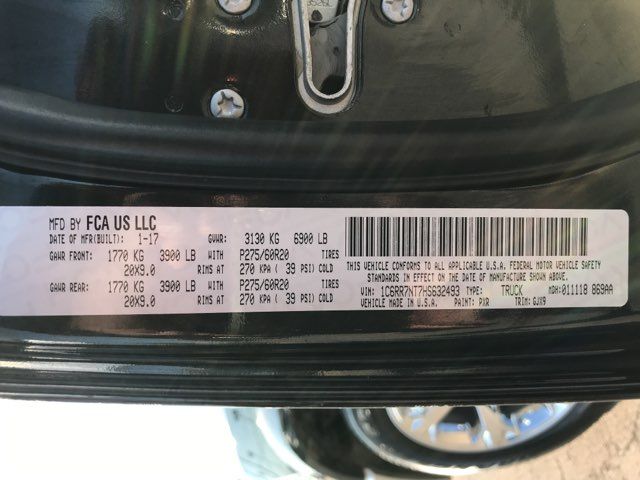 MFD BY FCA US LLC
DATE OF MFR(BUILT): 1-17 GVWR: 3130 KG 6900 LB
GAWR FRONT: 1770 KG 3900 LB WITH P275/60R20 TIRES
20X9.0 RIMS AT 270 KPA ( 39 PSI) COLD
GAWR REAR: 1770 KG 3900 LB WITH P275/60R20 TIRES
20X9.0 RIMS AT 270 KPA ( 39 PSI) COLD
THIS VEHICLE CONFORMS TO ALL APPLICABLE U.S.A. FEDERAL MOTOR VEHICLE SAFETY
STANDARDS IN EFFECT ON THE DATE OF MANUFACTURE SHOWN ABOVE.
VIN: 1C6RR7NT7HS632493 TYPE: TRUCK MDH: 011118 869AA
VEHICLE MADE IN U.S.A. PAINT: PXR TRIM: GJX9